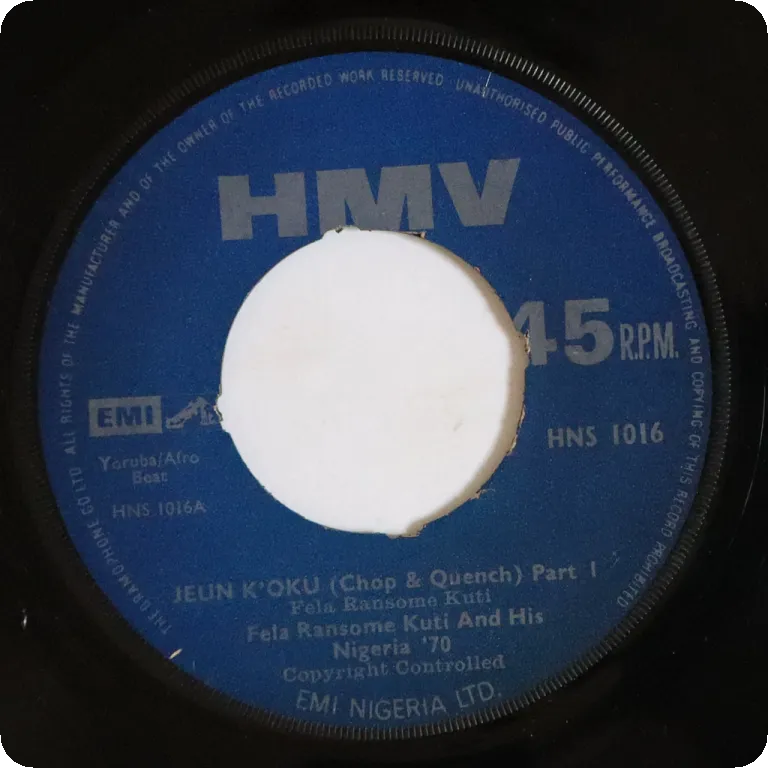 THE GRAMOPHONE CO LTD ALL RIGHTS OF THE MANUFACTURER AND OF THE OWNER OF THE RECORDED WORK RESERVED UNAUTHORISED PUBLIC PERFORMANCE BROADCASTING AND COPYING OF THIS RECORD PROHIBITED
HMV
45 R.P.M.
EMI
HNS 1016
Yoruba/Afro
Beat
HNS 1016A
JEUN K'OKU (Chop & Quench) Part 1
Fela Ransome Kuti
Fela Ransome Kuti And His
Nigeria '70
Copyright Controlled
EMI NIGERIA LTD.